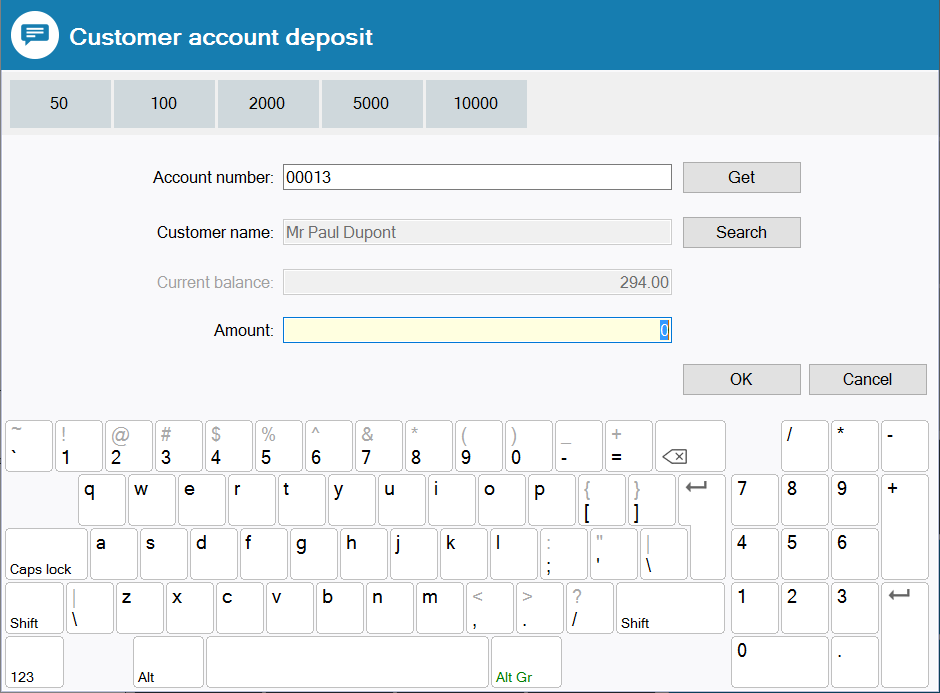 Customer account deposit
50 100 2000 5000 10000
Account number: 00013 Get
Customer name: Mr Paul Dupont Search
Current balance: 294.00
Amount: 0
OK Cancel
~ ! @ # $ % ^ & * ( ) _ + / * -
` 1 2 3 4 5 6 7 8 9 0 - =
q w e r t y u i o p { } 7 8 9 +
[ ]
a s d f g h j k l : " | 4 5 6
Caps lock ; ' \
| z x c v b n m < > ? 1 2 3
Shift \ , . / Shift
0 .
123 Alt Alt Gr